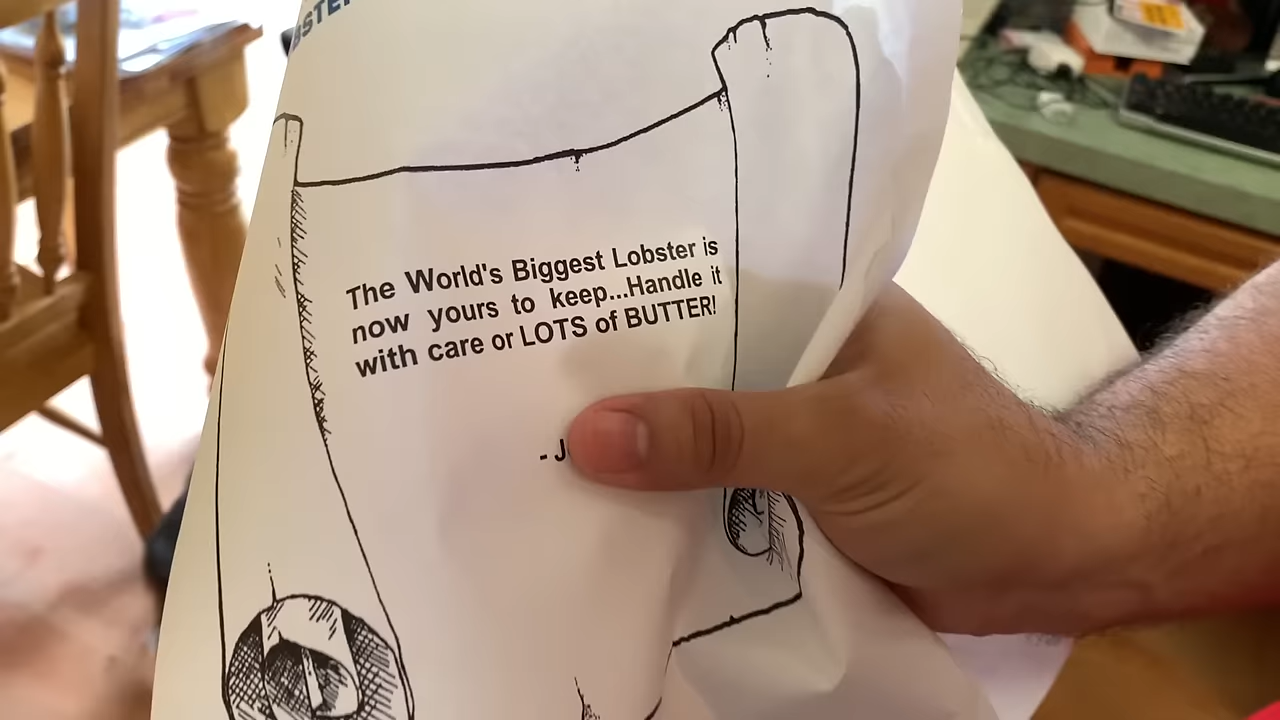 The World's Biggest Lobster is
now yours to keep...Handle it
with care or LOTS of BUTTER!